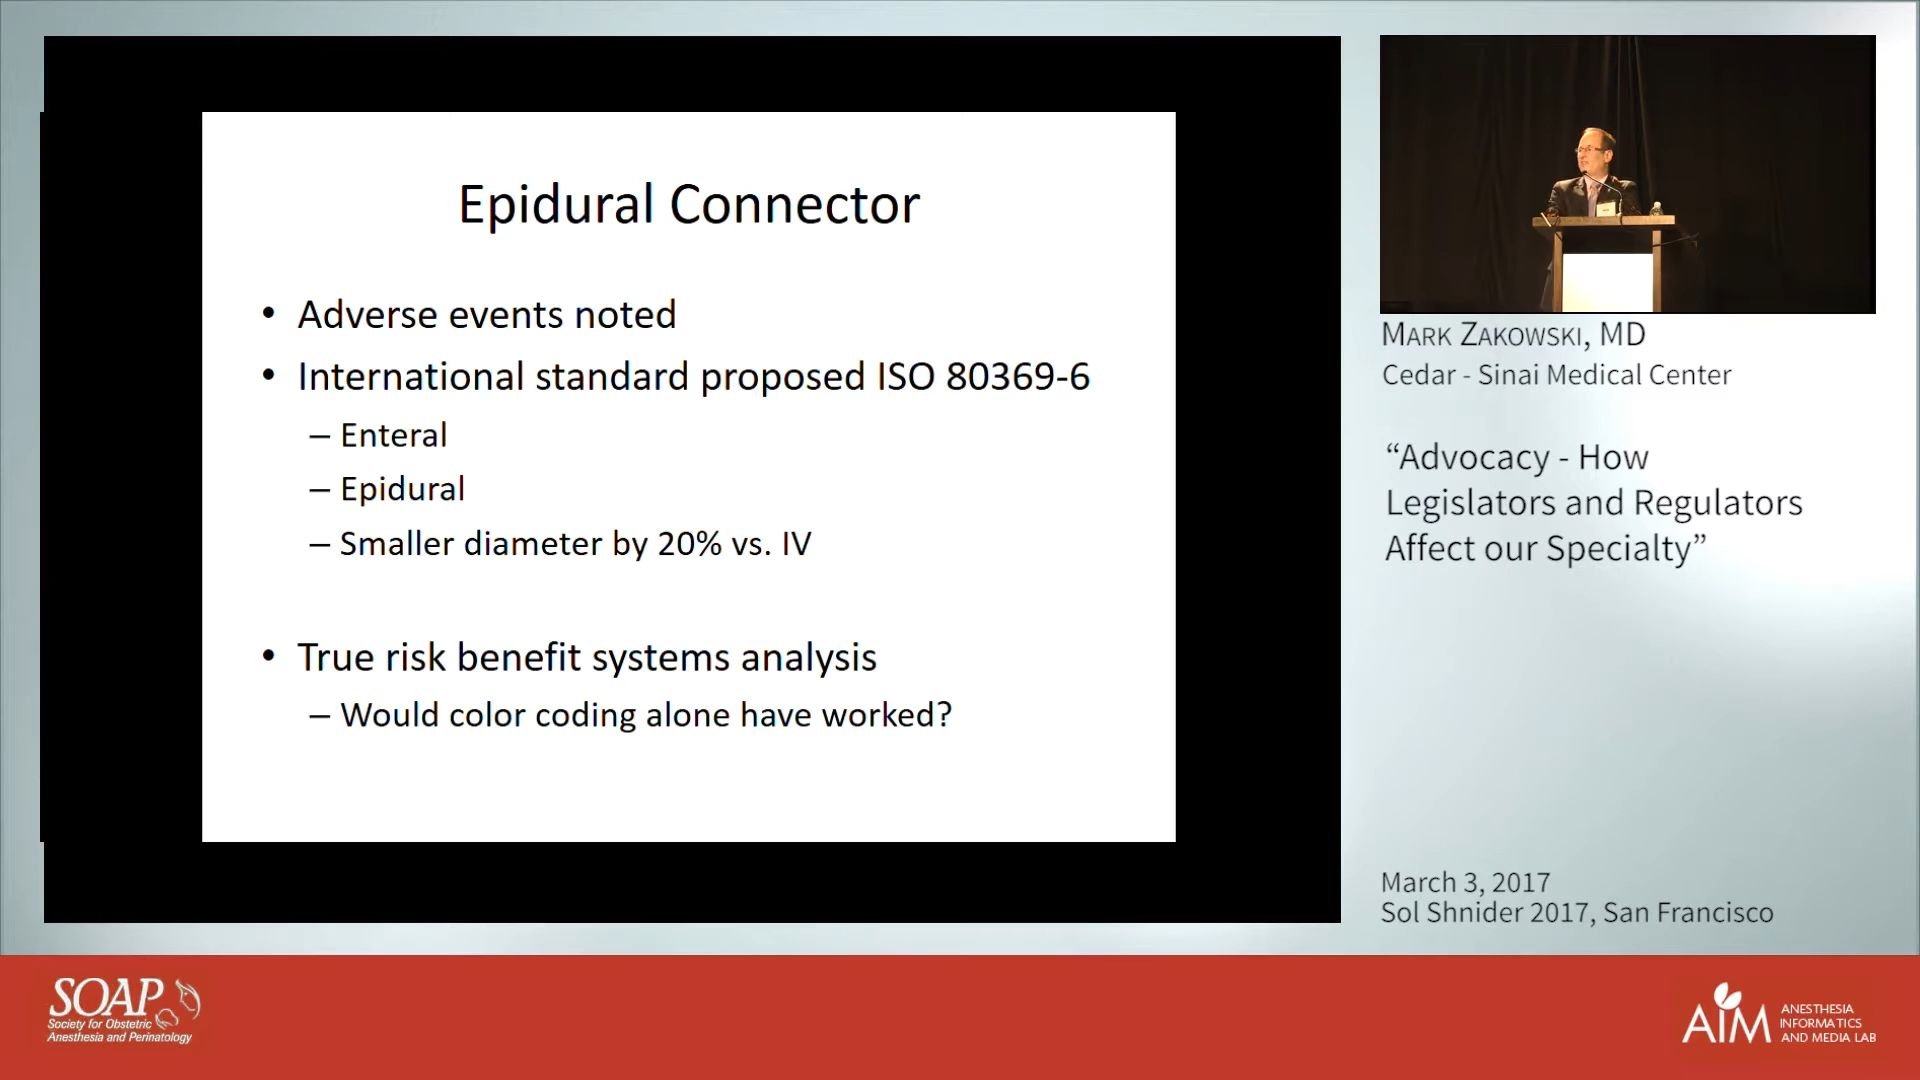 Epidural Connector
• Adverse events noted
• International standard proposed ISO 80369-6
– Enteral
– Epidural
– Smaller diameter by 20% vs. IV
• True risk benefit systems analysis
– Would color coding alone have worked?
MARK ZAKOWSKI, MD
Cedar - Sinai Medical Center
“Advocacy - How
Legislators and Regulators
Affect our Specialty”
March 3, 2017
Sol Shnider 2017, San Francisco
SOAP
Society for Obstetric
Anesthesia and Perinatology
AIM
ANESTHESIA
INFORMATICS
AND MEDIA LAB